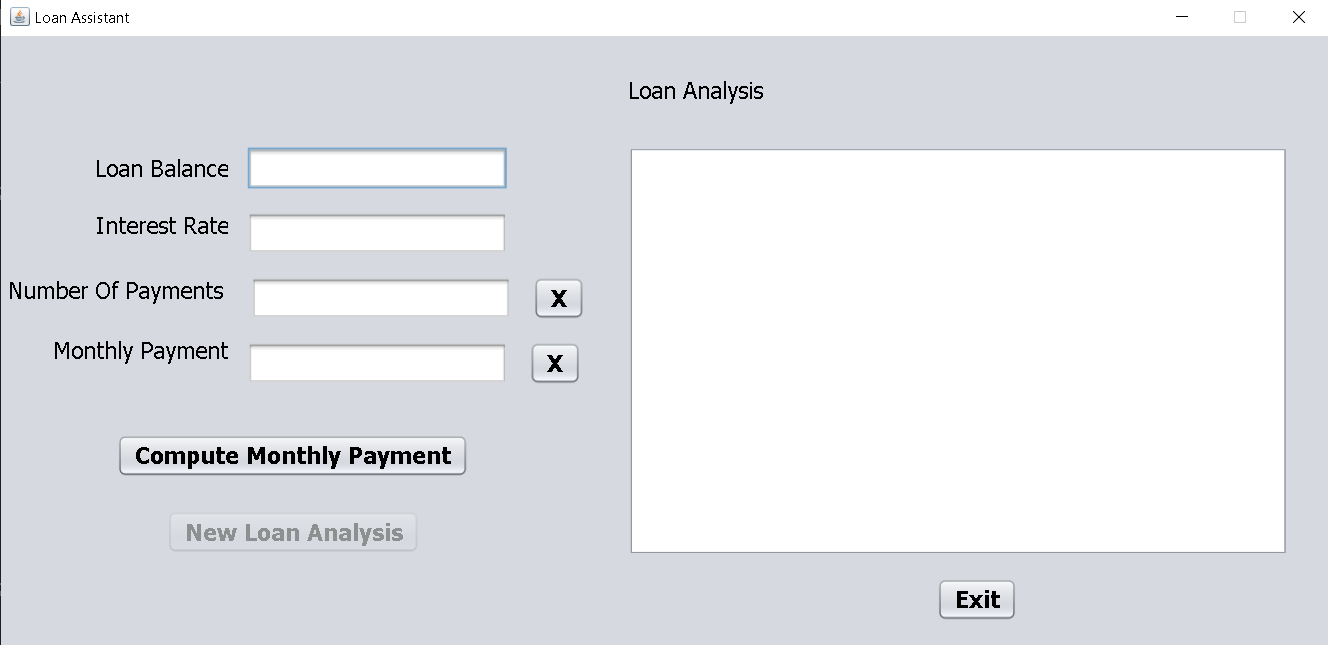 Loan Assistant
Loan Analysis
Loan Balance
Interest Rate
Number Of Payments
X
Monthly Payment
X
Compute Monthly Payment
New Loan Analysis
Exit